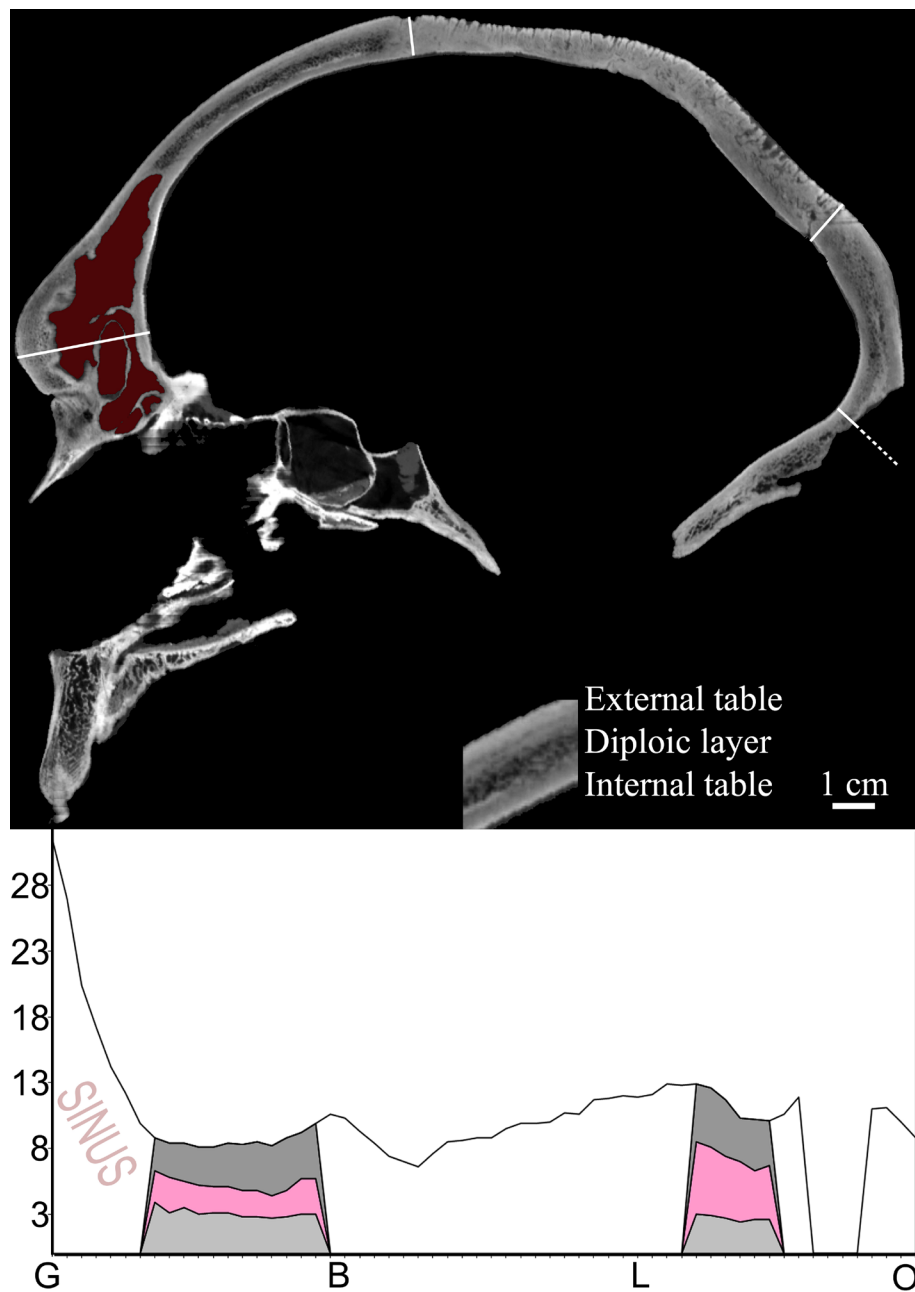 External table
Diploic layer
Internal table
1 cm
28
23
18
13
8
3
SINUS
G
B
L
O